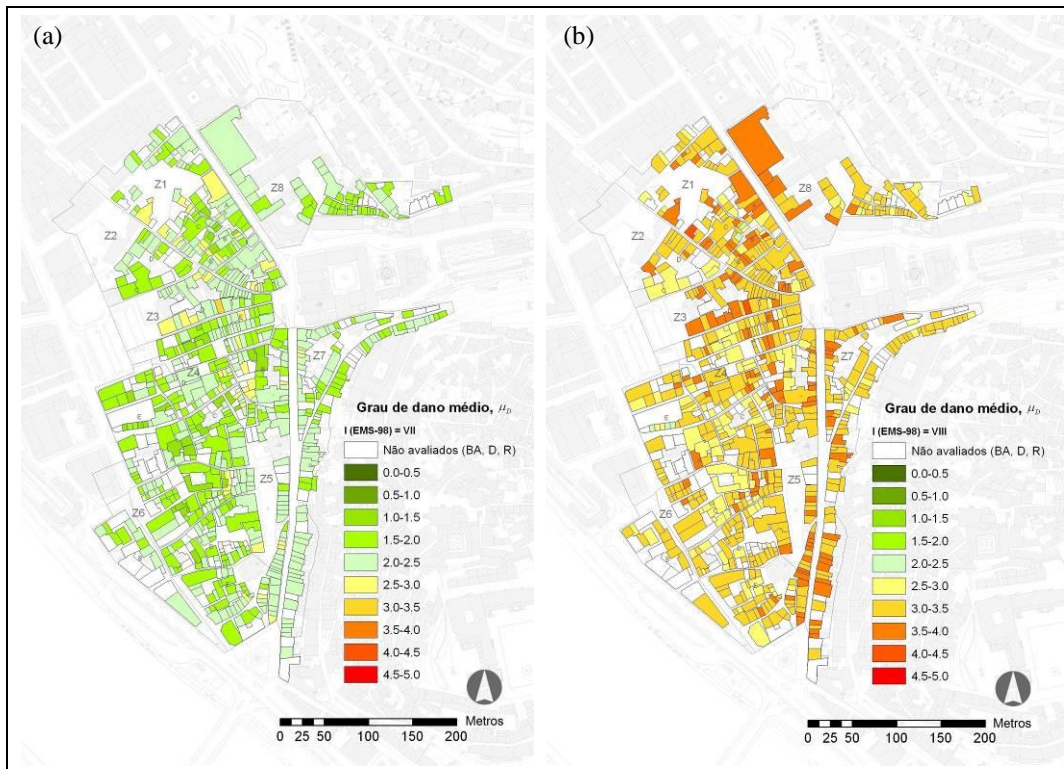 (a)
Z1
Z8
Z2
Z3
Z7
Z4
Z5
Z6
Grau de dano médio, μD
I (EMS-98) = VII
Não avaliados (BA, D, R)
0.0-0.5
0.5-1.0
1.0-1.5
1.5-2.0
2.0-2.5
2.5-3.0
3.0-3.5
3.5-4.0
4.0-4.5
4.5-5.0
Metros
0 25 50 100 150 200
(b)
Z1
Z8
Z2
Z3
Z7
Z4
Z5
Z6
Grau de dano médio, μD
I (EMS-98) = VIII
Não avaliados (BA, D, R)
0.0-0.5
0.5-1.0
1.0-1.5
1.5-2.0
2.0-2.5
2.5-3.0
3.0-3.5
3.5-4.0
4.0-4.5
4.5-5.0
Metros
0 25 50 100 150 200